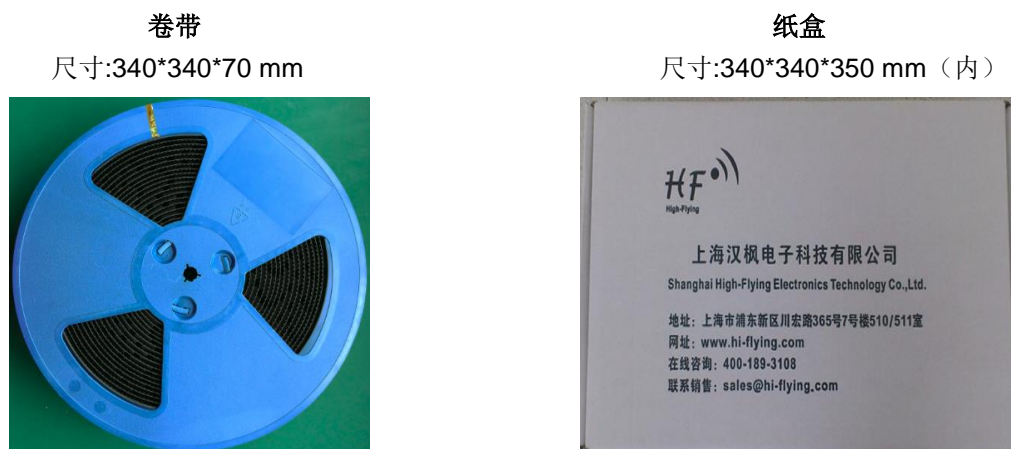 卷带
尺寸:340*340*70 mm
纸盒
尺寸:340*340*350 mm（内）
HF
High-Flying
上海汉枫电子科技有限公司
Shanghai High-Flying Electronics Technology Co.,Ltd.
地址：上海市浦东新区川宏路365号7号楼510/511室
网址：www.hi-flying.com
在线咨询：400-189-3108
联系销售：sales@hi-flying.com